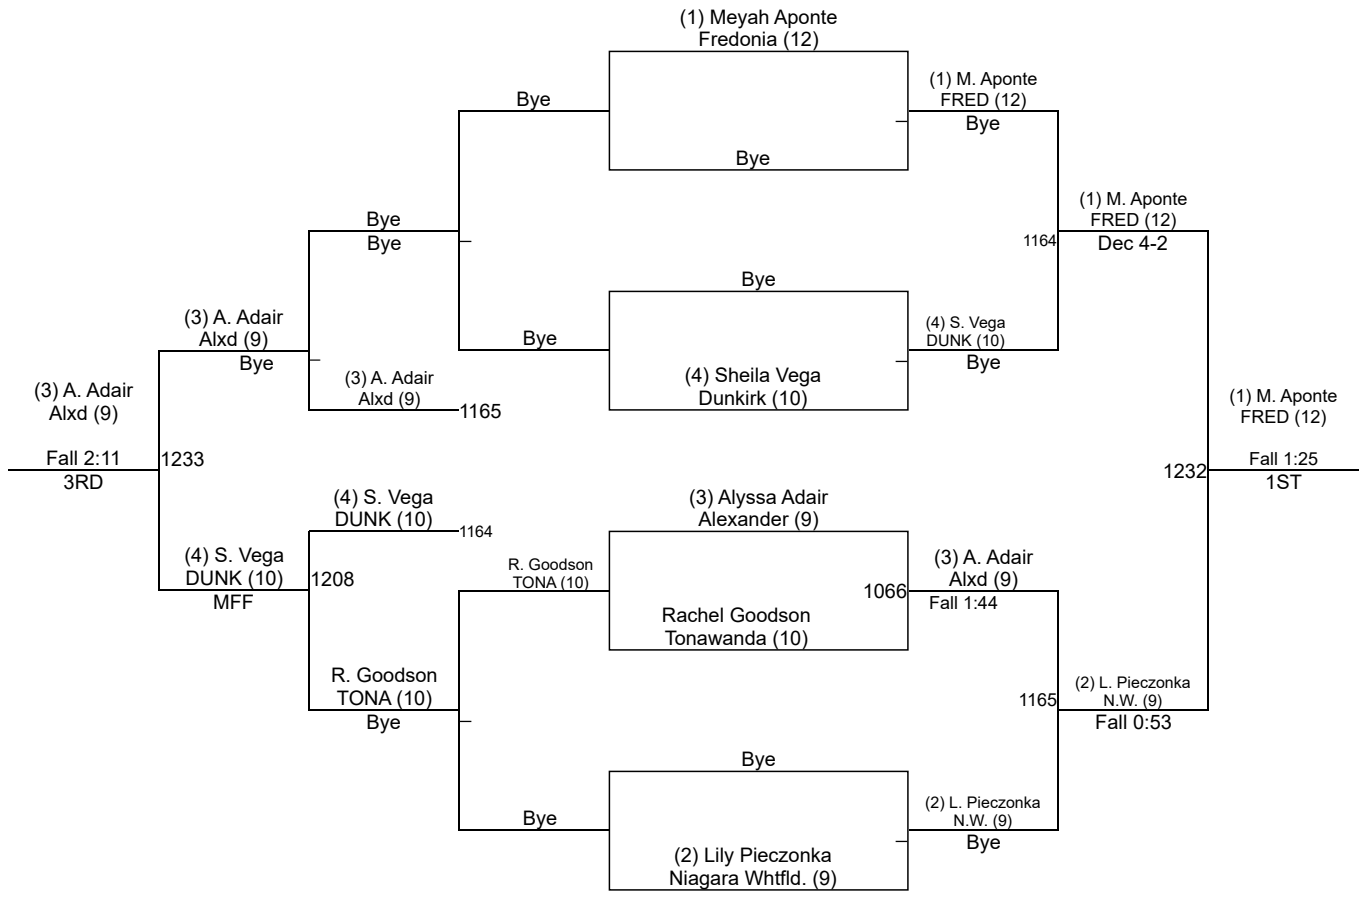 (1) Meyah Aponte
Fredonia (12)
(1) M. Aponte
FRED (12)
Bye
Bye
Bye
(1) M. Aponte
FRED (12)
Dec 4-2
1164
Bye
Bye
Bye
Bye
(4) S. Vega
DUNK (10)
Bye
(4) Sheila Vega
Dunkirk (10)
(3) A. Adair
Alxd (9)
Bye
(3) A. Adair
Alxd (9)
1165
(3) A. Adair
Alxd (9)
Fall 2:11
3RD
1233
(1) M. Aponte
FRED (12)
1232
Fall 1:25
1ST
(4) S. Vega
DUNK (10)
1164
(3) Alyssa Adair
Alexander (9)
(4) S. Vega
DUNK (10)
MFF
1208
R. Goodson
TONA (10)
1066
(3) A. Adair
Alxd (9)
Fall 1:44
Rachel Goodson
Tonawanda (10)
R. Goodson
TONA (10)
Bye
1165
(2) L. Pieczonka
N.W. (9)
Fall 0:53
Bye
Bye
(2) L. Pieczonka
N.W. (9)
Bye
(2) Lily Pieczonka
Niagara Whtfld. (9)